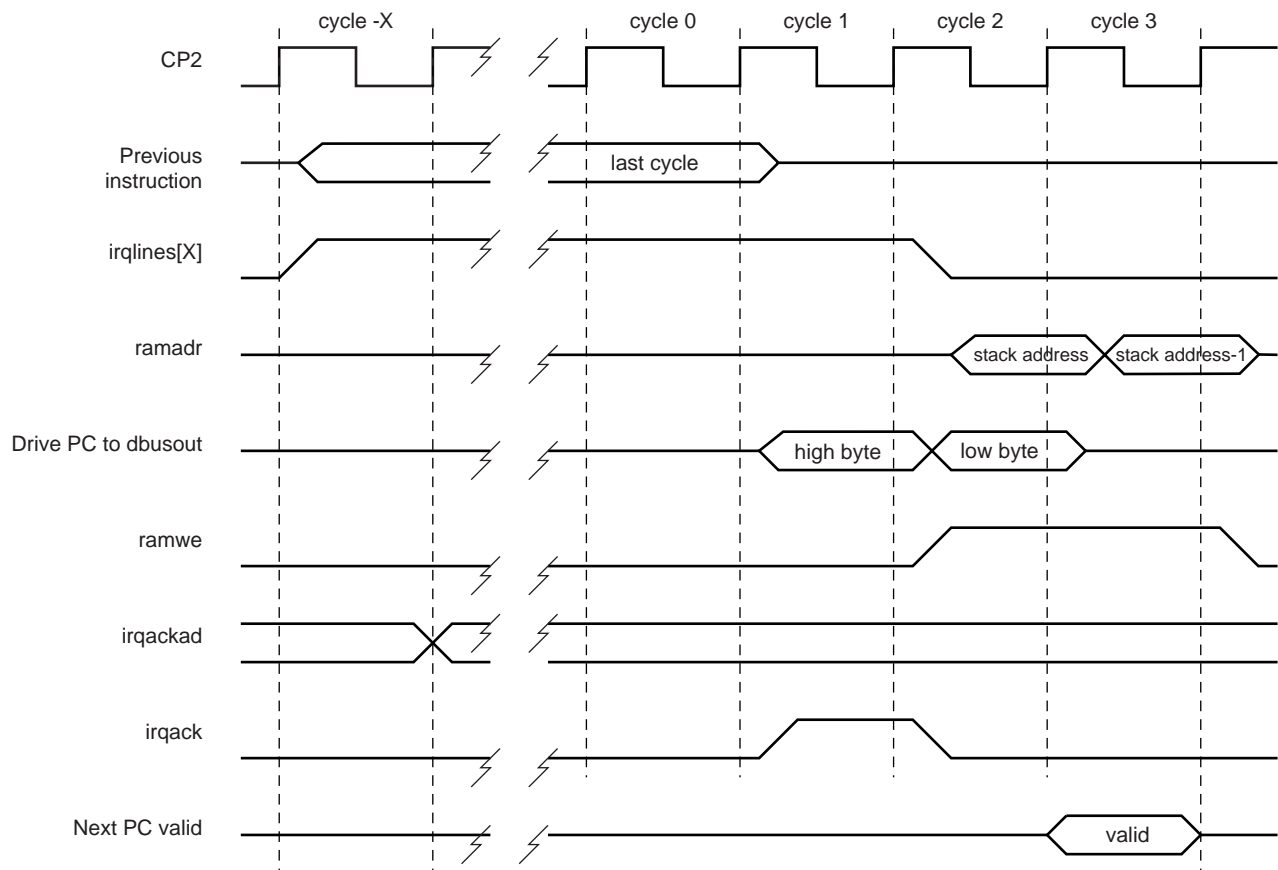 cycle -X cycle 0 cycle 1 cycle 2 cycle 3
CP2
Previous
instruction
last cycle
irqlines[X]
ramadr
stack address stack address-1
Drive PC to dbusout
high byte low byte
ramwe
irqackad
irqack
Next PC valid
valid